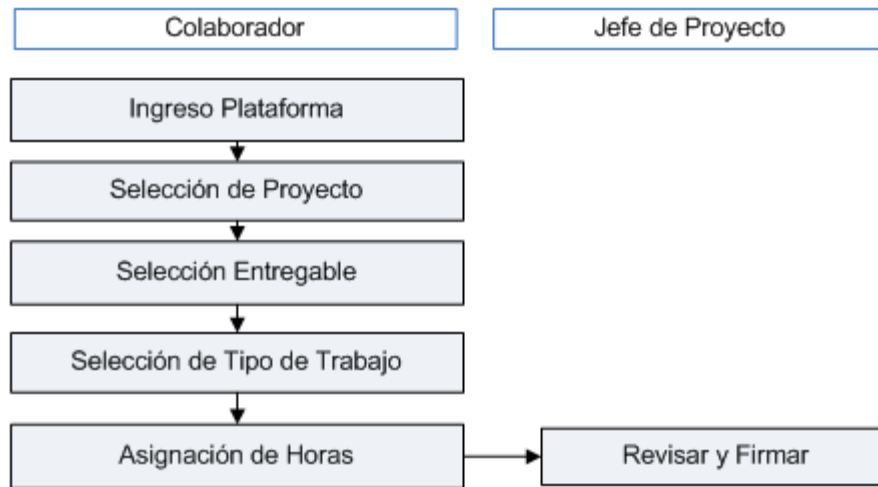 Colaborador
Jefe de Proyecto
Ingreso Plataforma
Selección de Proyecto
Selección Entregable
Selección de Tipo de Trabajo
Asignación de Horas
Revisar y Firmar